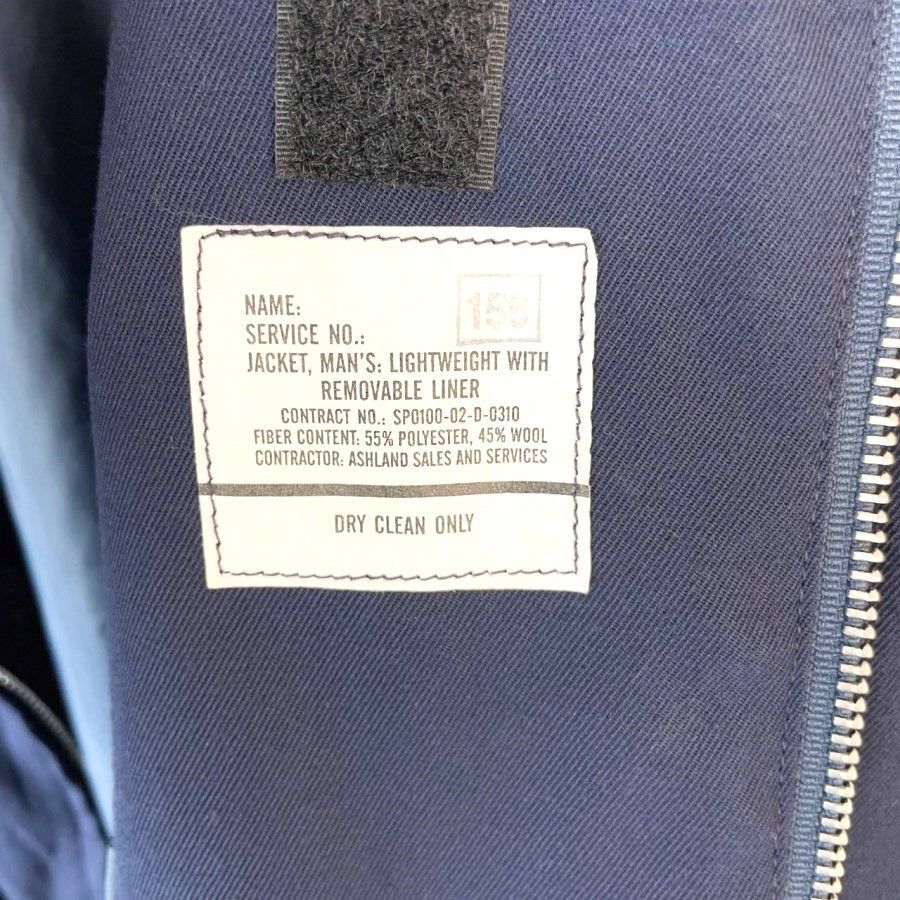 NAME:
SERVICE NO.:
JACKET, MAN'S: LIGHTWEIGHT WITH
REMOVABLE LINER
CONTRACT NO.: SP0100-02-D-0310
FIBER CONTENT: 55% POLYESTER, 45% WOOL
CONTRACTOR: ASHLAND SALES AND SERVICES
DRY CLEAN ONLY